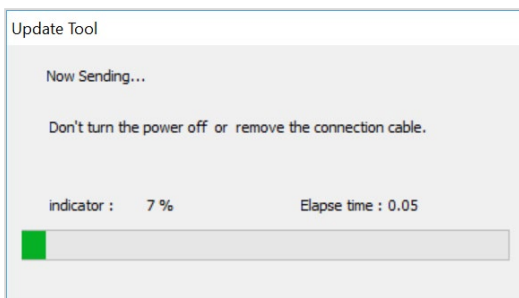 Update Tool
Now Sending...
Don't turn the power off or remove the connection cable.
indicator : 7 % Elapse time : 0.05